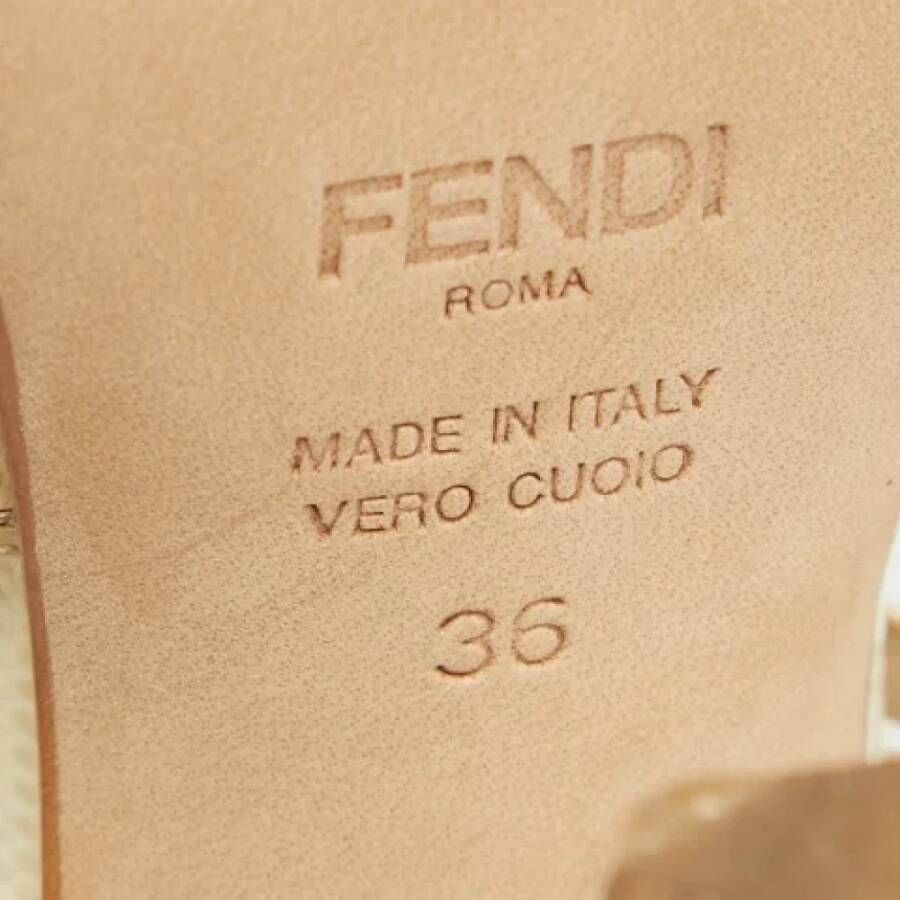 FENDI
ROMA
MADE IN ITALY
VERO CUOIO
36